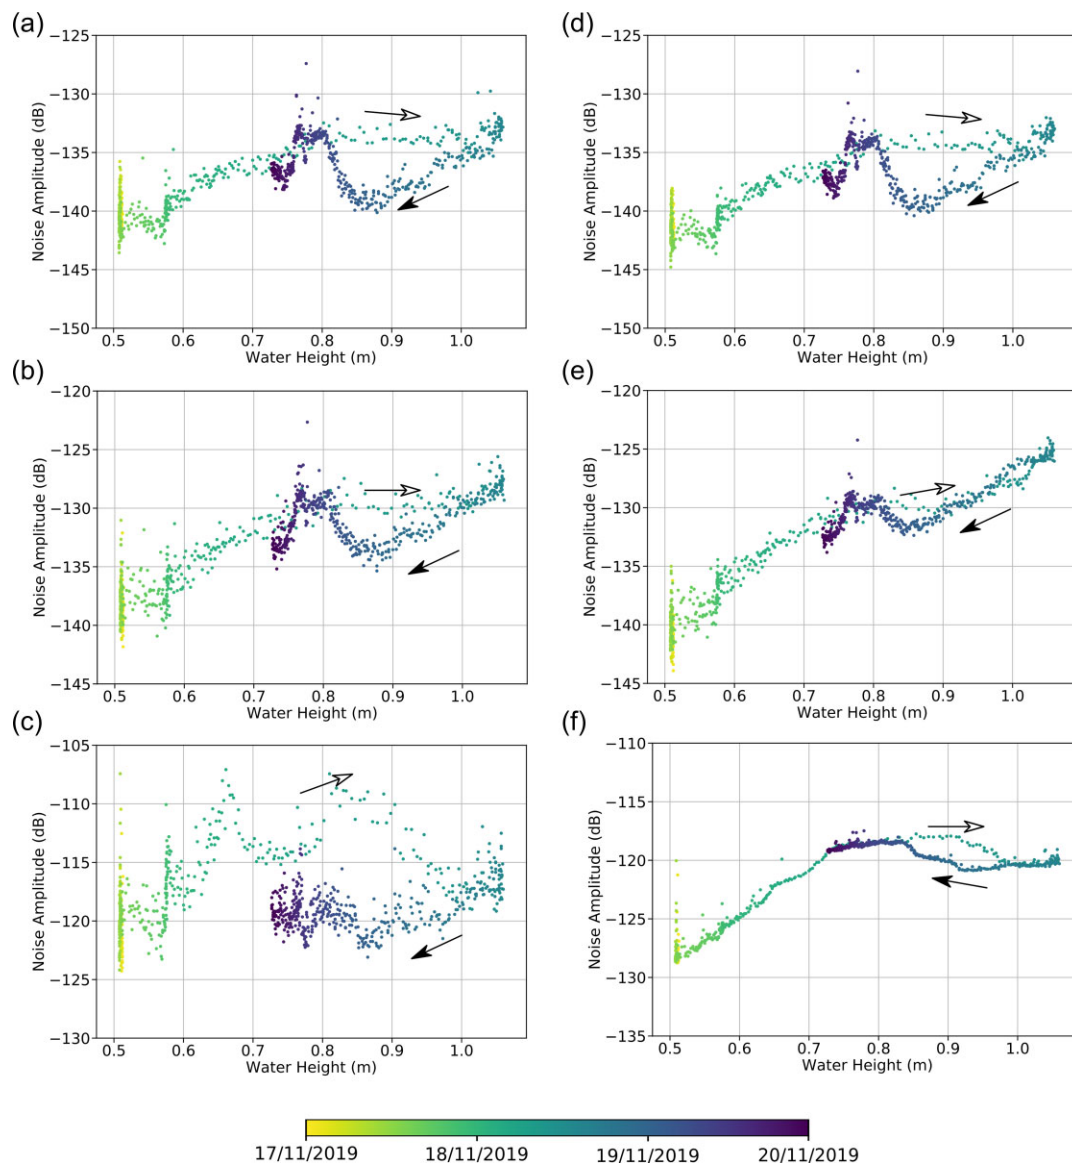 (a)
−125
−130
−135
−140
−145
−150
Noise Amplitude (dB)
0.5 0.6 0.7 0.8 0.9 1.0
Water Height (m)
(d)
−125
−130
−135
−140
−145
−150
Noise Amplitude (dB)
0.5 0.6 0.7 0.8 0.9 1.0
Water Height (m)
(b)
−120
−125
−130
−135
−140
−145
Noise Amplitude (dB)
0.5 0.6 0.7 0.8 0.9 1.0
Water Height (m)
(e)
−120
−125
−130
−135
−140
−145
Noise Amplitude (dB)
0.5 0.6 0.7 0.8 0.9 1.0
Water Height (m)
(c)
−105
−110
−115
−120
−125
−130
Noise Amplitude (dB)
0.5 0.6 0.7 0.8 0.9 1.0
Water Height (m)
(f)
−110
−115
−120
−125
−130
−135
Noise Amplitude (dB)
0.5 0.6 0.7 0.8 0.9 1.0
Water Height (m)
17/11/2019 18/11/2019 19/11/2019 20/11/2019